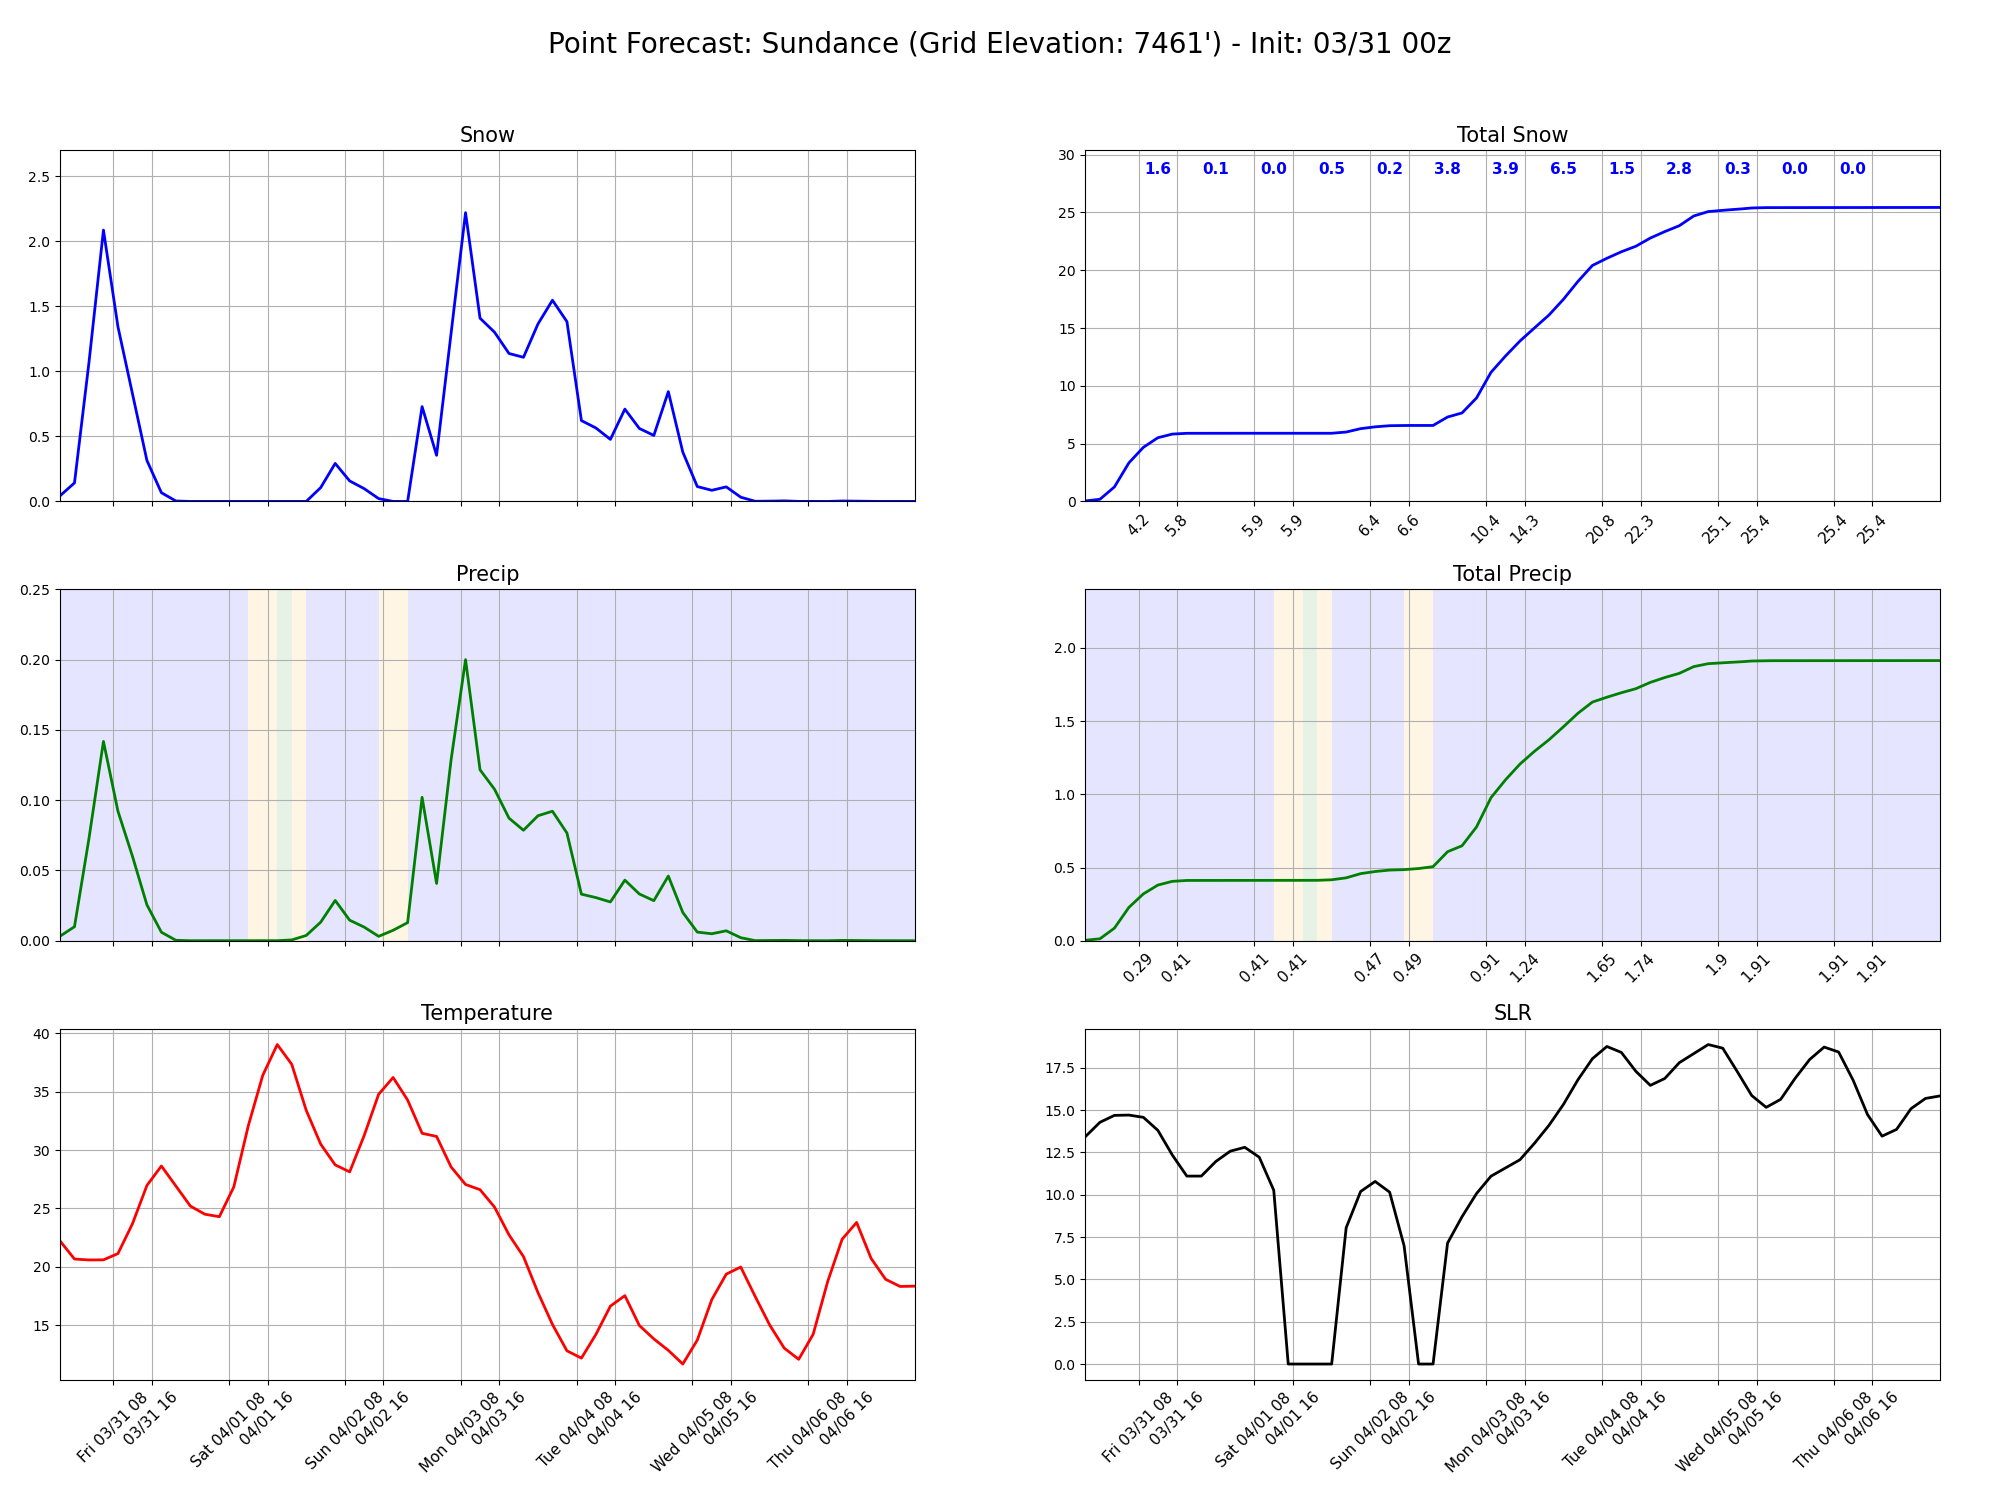 Point Forecast: Sundance (Grid Elevation: 7461') - Init: 03/31 00z
Snow
2.5
2.0
1.5
1.0
0.5
0.0
Total Snow
1.6 0.1 0.0 0.5 0.2 3.8 3.9 6.5 1.5 2.8 0.3 0.0 0.0
30
25
20
15
10
5
0
4.2 5.8 5.9 5.9 6.4 6.6 10.4 14.3 20.8 22.3 25.1 25.4 25.4 25.4
Precip
0.25
0.20
0.15
0.10
0.05
0.00
Total Precip
2.0
1.5
1.0
0.5
0.0
0.29 0.41 0.41 0.41 0.47 0.49 0.91 1.24 1.65 1.74 1.9 1.91 1.91 1.91
Temperature
40
35
30
25
20
15
Fri 03/31 08
03/31 16
Sat 04/01 08
04/01 16
Sun 04/02 08
04/02 16
Mon 04/03 08
04/03 16
Tue 04/04 08
04/04 16
Wed 04/05 08
04/05 16
Thu 04/06 08
04/06 16
SLR
17.5
15.0
12.5
10.0
7.5
5.0
2.5
0.0
Fri 03/31 08
03/31 16
Sat 04/01 08
04/01 16
Sun 04/02 08
04/02 16
Mon 04/03 08
04/03 16
Tue 04/04 08
04/04 16
Wed 04/05 08
04/05 16
Thu 04/06 08
04/06 16